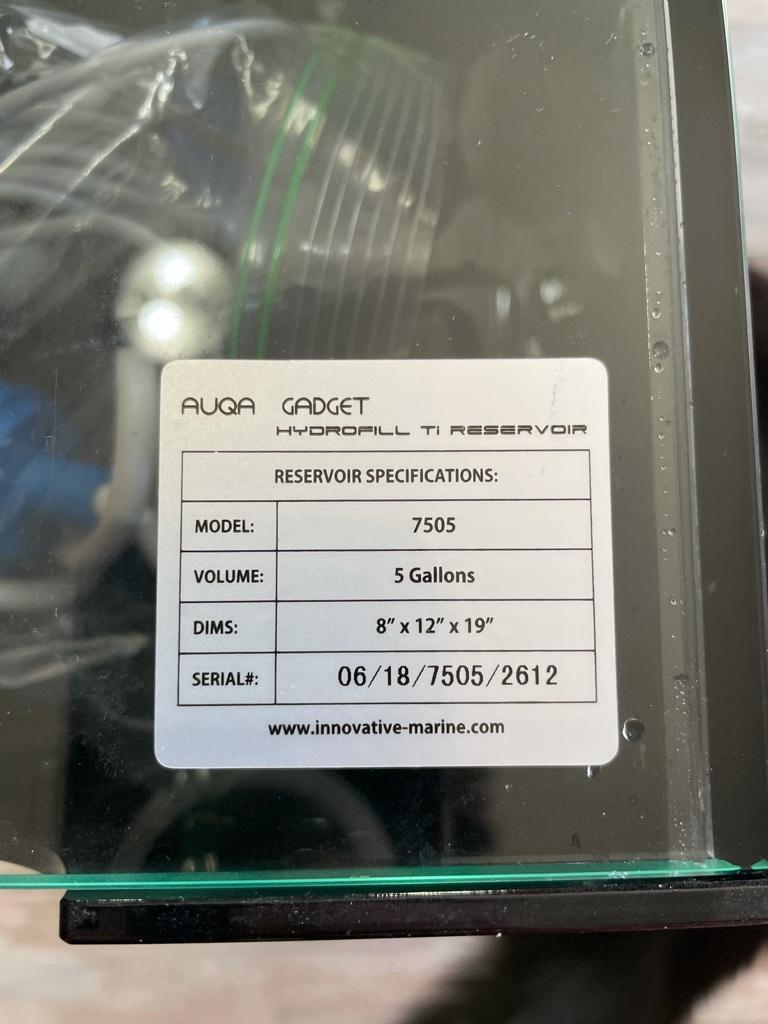 AUQA GADGET
HYDROFILL Ti RESERVOIR
RESERVOIR SPECIFICATIONS:
MODEL: 7505
VOLUME: 5 Gallons
DIMS: 8” x 12” x 19”
SERIAL#: 06/18/7505/2612
www.innovative-marine.com